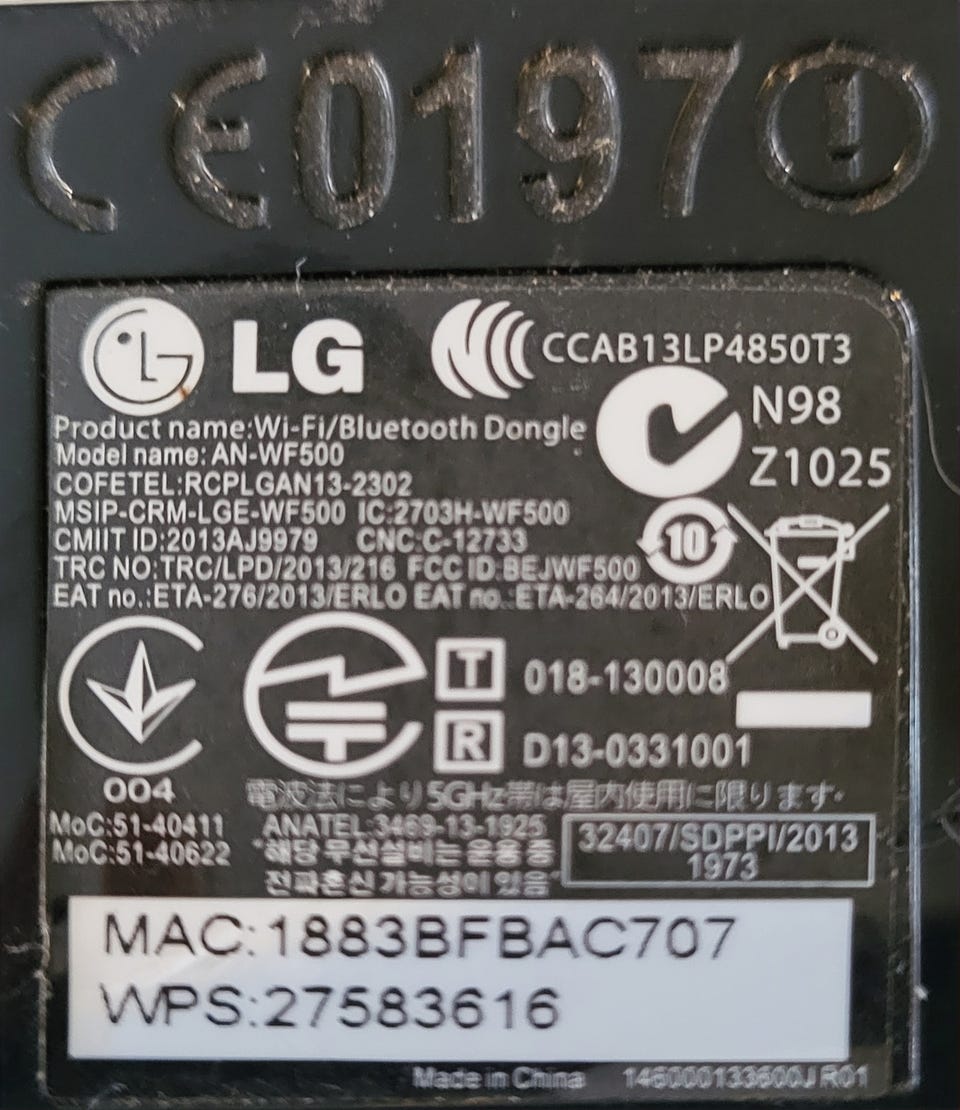 CE0197!
LG
CCAB13LP4850T3
N98
Z1025
Product name:Wi-Fi/Bluetooth Dongle
Model name: AN-WF500
COFETEL:RCPLGAN13-2302
MSIP-CRM-LGE-WF500 IC:2703H-WF500
CMIIT ID:2013AJ9979 CNC:C-12733
TRC NO:TRC/LPD/2013/216 FCC ID:BEJWF500
EAT no.:ETA-276/2013/ERLO EAT no.:ETA-264/2013/ERLO
10
T 018-130008
R D13-0331001
004
電波法により5GHz帯は屋内使用に限ります。
MoC:51-40411
MoC:51-40622
ANATEL:3469-13-1925
"해당 무선설비는 운용 중
전파혼신 가능성이 있음"
32407/SDPPI/2013
1973
MAC:1883BFBAC707
WPS:27583616
Made in China 146000133600J R01